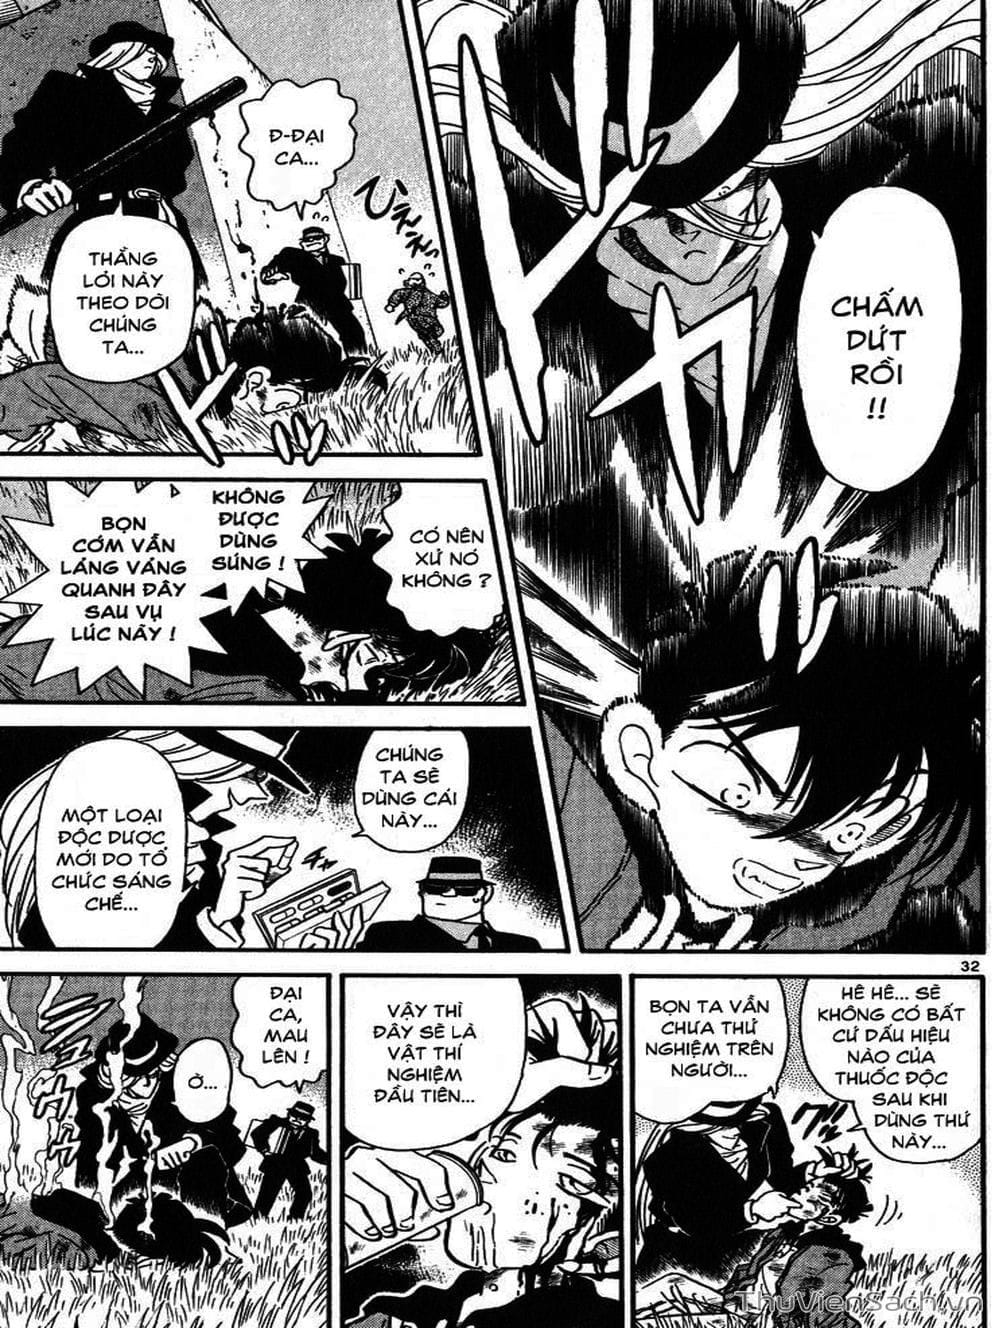 CHẤM
DỨT
RỒI
!!
Đ-ĐẠI
CA...
THẰNG
LỎI NÀY
THEO DÕI
CHÚNG
TA...
CÓ NÊN
XỬ NÓ
KHÔNG ?
KHÔNG
ĐƯỢC
DÙNG
SÚNG !
BỌN
CỚM VẪN
LÁNG VÁNG
QUANH ĐÂY
SAU VỤ
LÚC NÃY !
CHÚNG
TA SẼ
DÙNG CÁI
NÀY...
MỘT LOẠI
ĐỘC DƯỢC
MỚI DO TỔ
CHỨC SÁNG
CHẾ...
32
HÊ HÊ... SẼ
KHÔNG CÓ BẤT
CỨ DẤU HIỆU
NÀO CỦA
THUỐC ĐỘC
SAU KHI
DÙNG THỨ
NÀY...
BỌN TA VẪN
CHƯA THỬ
NGHIỆM TRÊN
NGƯỜI...
VẬY THÌ
ĐÂY SẼ LÀ
VẬT THÍ
NGHIỆM
ĐẦU TIÊN...
ĐẠI
CA, MAU
LÊN !
Ờ...
ThuVienSach.vn